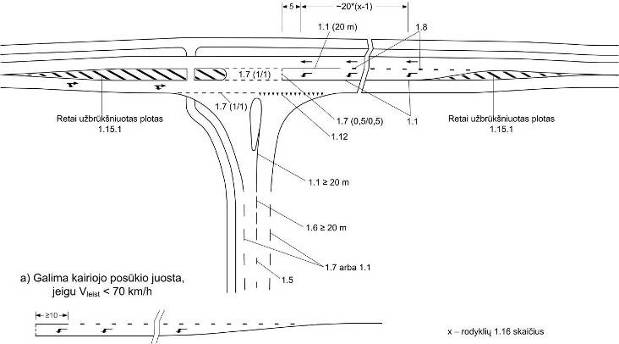 5
~20*(x-1)
1.1 (20 m)
1.8
1.7 (1/1)
1.7 (1/1)
1.7 (0,5/0,5)
1.1
1.12
Retai užbrūkšniuotas plotas
1.15.1
Retai užbrūkšniuotas plotas
1.15.1
1.1 ≥ 20 m
1.6 ≥ 20 m
1.7 arba 1.1
1.5
a) Galima kairiojo posūkio juosta,
jeigu Vleist < 70 km/h
≥10
x – rodyklių 1.16 skaičius